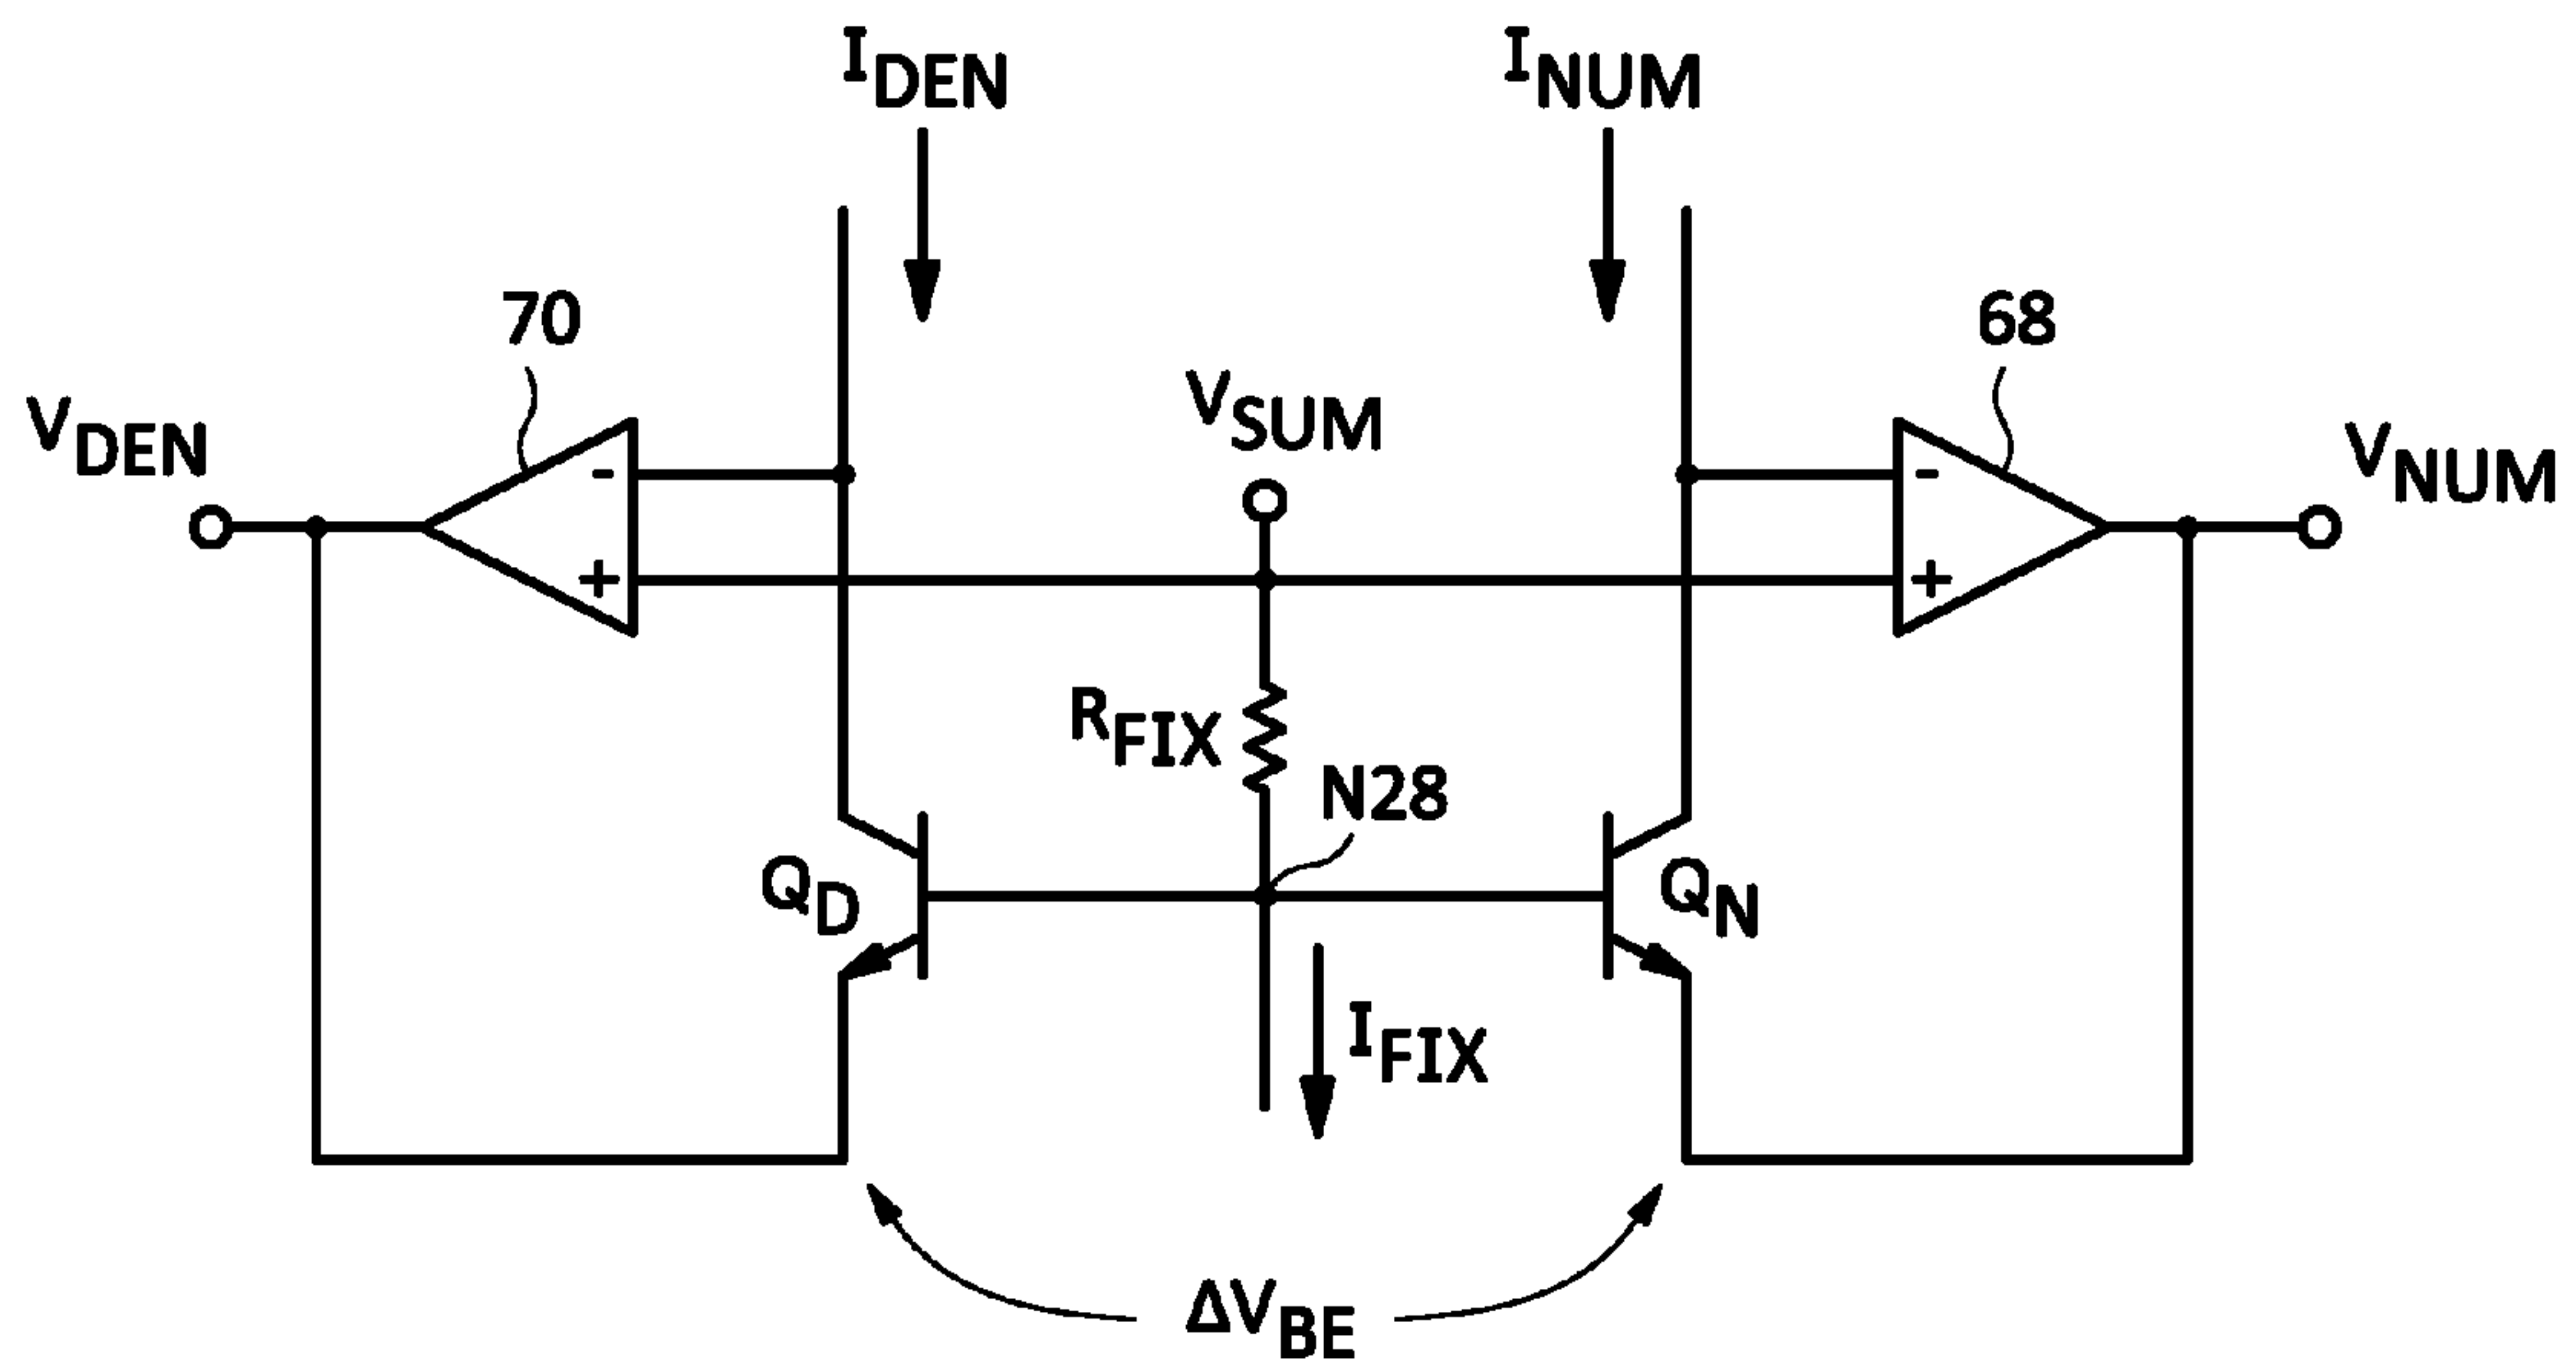 I_DEN
I_NUM
70
68
V_DEN
V_SUM
V_NUM
-
-
+
+
R_FIX
N28
Q_D
Q_N
I_FIX
ΔV_BE